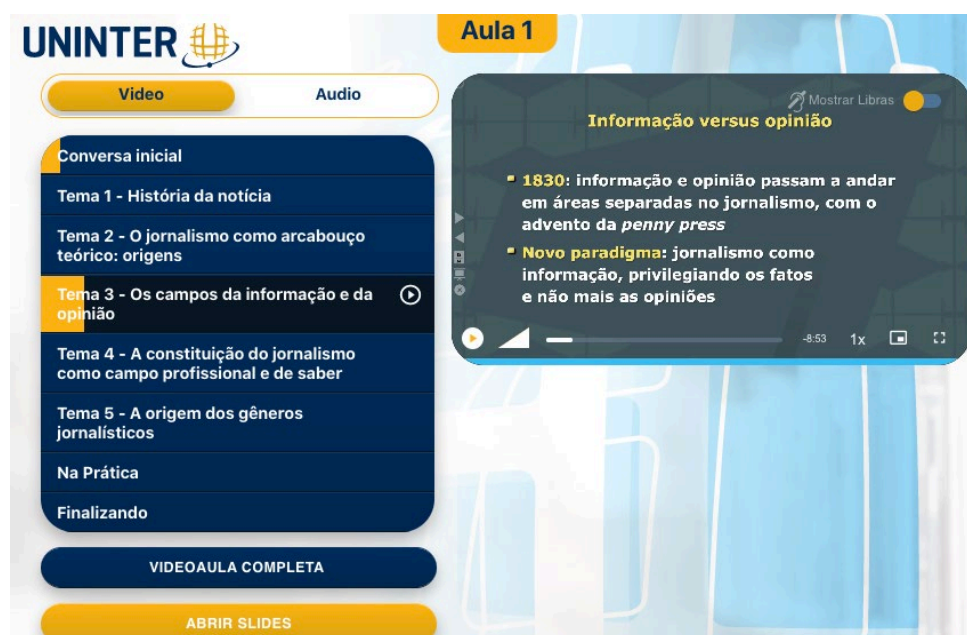 UNINTER
Aula 1
Video
Audio
Conversa inicial
Tema 1 - História da notícia
Tema 2 - O jornalismo como arcabouço
teórico: origens
Tema 3 - Os campos da informação e da
opinião
Tema 4 - A constituição do jornalismo
como campo profissional e de saber
Tema 5 - A origem dos gêneros
jornalísticos
Na Prática
Finalizando
VIDEOAULA COMPLETA
ABRIR SLIDES
Mostrar Libras
Informação versus opinião
1830: informação e opinião passam a andar
em áreas separadas no jornalismo, com o
advento da penny press
Novo paradigma: jornalismo como
informação, privilegiando os fatos
e não mais as opiniões
-8:53 1x